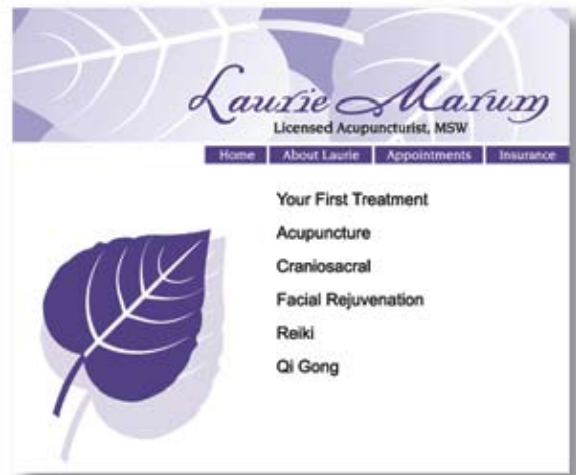 Laurie Marum
Licensed Acupuncturist, MSW
Home About Laurie Appointments Insurance
Your First Treatment
Acupuncture
Craniosacral
Facial Rejuvenation
Reiki
Qi Gong